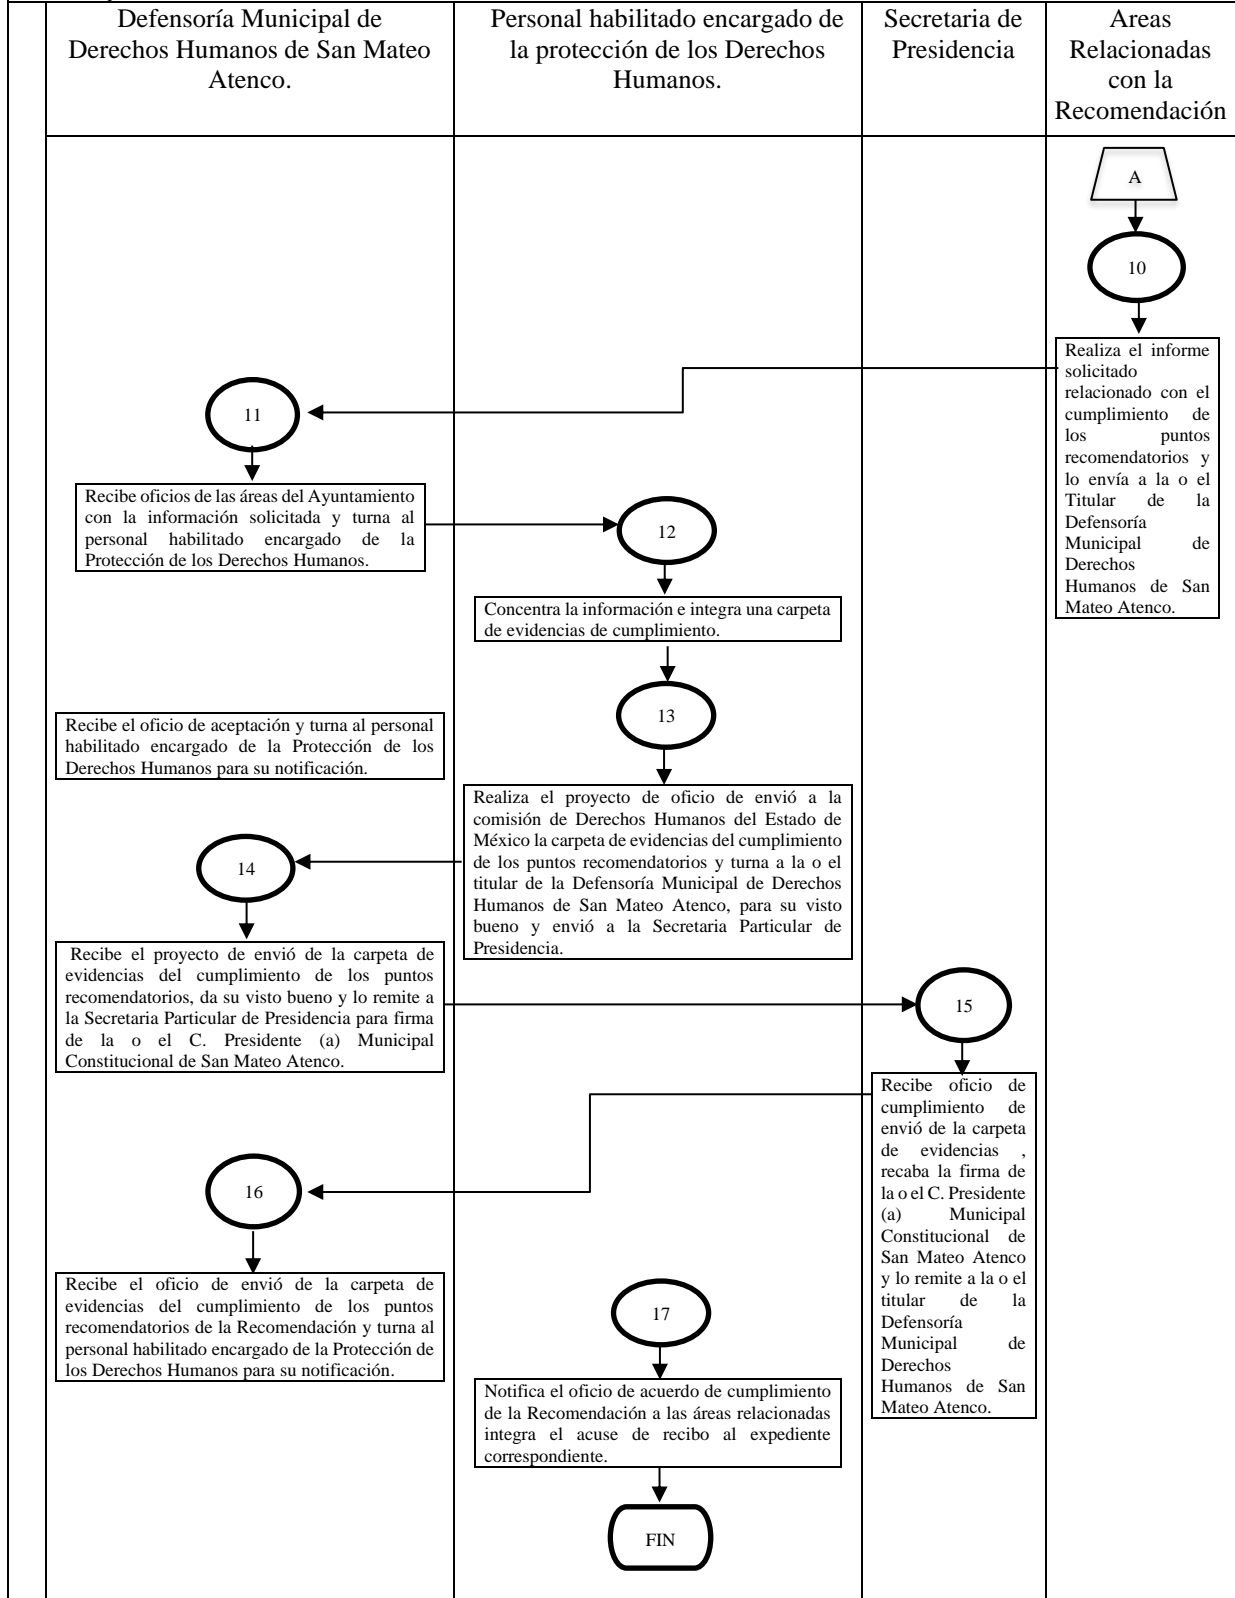 Defensoría Municipal de
Derechos Humanos de San Mateo
Atenco.
Personal habilitado encargado de
la protección de los Derechos
Humanos.
Secretaria de
Presidencia
Areas
Relacionadas
con la
Recomendación
A
10
Realiza el informe
solicitado
relacionado con el
cumplimiento de
los puntos
recomendatorios y
lo envía a la o el
Titular de la
Defensoría
Municipal de
Derechos
Humanos de San
Mateo Atenco.
11
Recibe oficios de las áreas del Ayuntamiento
con la información solicitada y turna al
personal habilitado encargado de la
Protección de los Derechos Humanos.
12
Concentra la información e integra una carpeta
de evidencias de cumplimiento.
13
Recibe el oficio de aceptación y turna al personal
habilitado encargado de la Protección de los
Derechos Humanos para su notificación.
Realiza el proyecto de oficio de envió a la
comisión de Derechos Humanos del Estado de
México la carpeta de evidencias del cumplimiento
de los puntos recomendatorios y turna a la o el
titular de la Defensoría Municipal de Derechos
Humanos de San Mateo Atenco, para su visto
bueno y envió a la Secretaria Particular de
Presidencia.
14
Recibe el proyecto de envió de la carpeta de
evidencias del cumplimiento de los puntos
recomendatorios, da su visto bueno y lo remite a
la Secretaria Particular de Presidencia para firma
de la o el C. Presidente (a) Municipal
Constitucional de San Mateo Atenco.
15
Recibe oficio de
cumplimiento de
envió de la carpeta
de evidencias ,
recaba la firma de
la o el C. Presidente
(a) Municipal
Constitucional de
San Mateo Atenco
y lo remite a la o el
titular de la
Defensoría
Municipal de
Derechos
Humanos de San
Mateo Atenco.
16
Recibe el oficio de envió de la carpeta de
evidencias del cumplimiento de los puntos
recomendatorios de la Recomendación y turna al
personal habilitado encargado de la Protección de
los Derechos Humanos para su notificación.
17
Notifica el oficio de acuerdo de cumplimiento
de la Recomendación a las áreas relacionadas
integra el acuse de recibo al expediente
correspondiente.
FIN